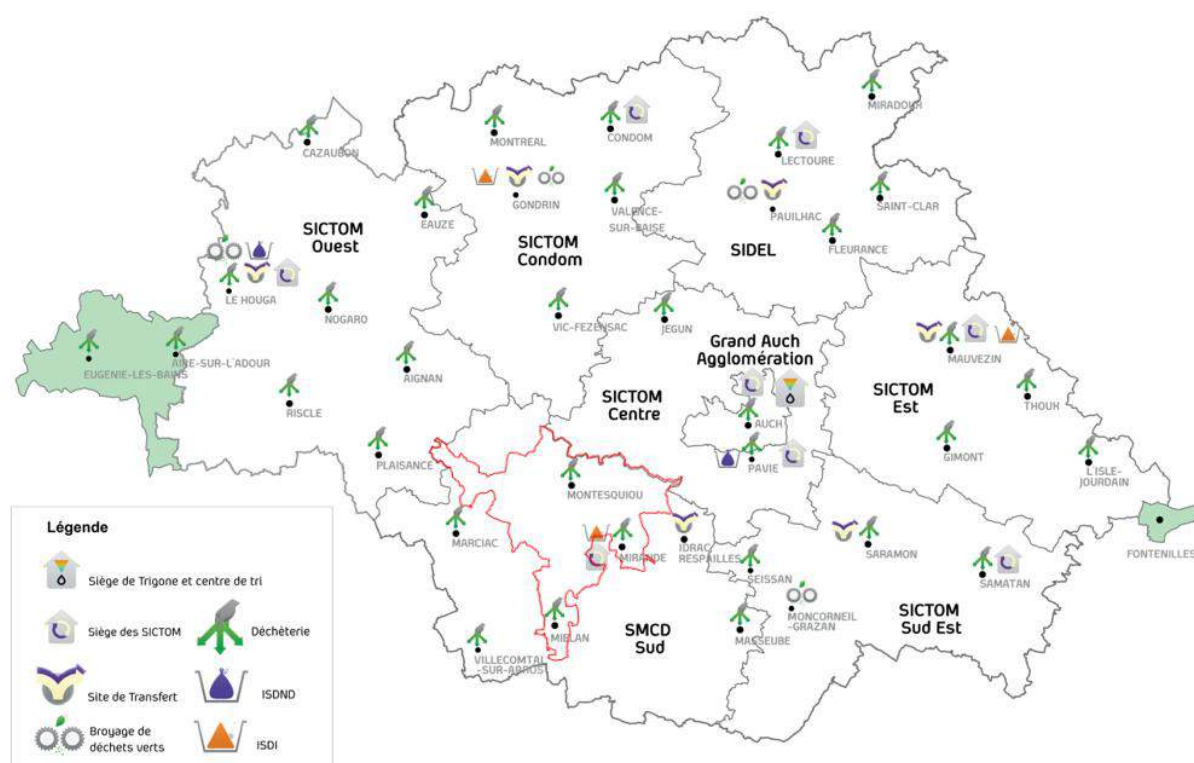 MIRADOUX
CAZAUBON
MONTREAL
CONDOM
LECTOURE
GONDRIN
VALENCE-
SUR-BAISE
PAUILHAC
SAINT-CLAR
EAUZE
FLEURANCE
SICTOM
Ouest
SICTOM
Condom
SIDEL
LE HOUGA
NOGARO
VIC-FEZENSAC
JEGUN
Grand Auch
Agglomération
MAUVEZIN
EUGENIE-LES-BAINS
AIRE-SUR-L'ADOUR
AIGNAN
RISCLE
SICTOM
Centre
SICTOM
Est
THOUX
AUCH
GIMONT
PLAISANCE
PAVIE
L'ISLE-
JOURDAIN
MONTESQUIOU
MARCIAC
MIRANDE
IDRAC
RESPAILLES
SARAMON
FONTENILLES
SEISSAN
SAMATAN
MONCORNEIL
-GRAZAN
SICTOM
Sud Est
MIELAN
SMCD
Sud
MASSEUBE
VILLECOMTAL
-SUR-ARROS
Légende
Siège de Trigone et centre de tri
Siège des SICTOM
Déchèterie
Site de Transfert
ISDND
Broyage de
déchets verts
ISDI